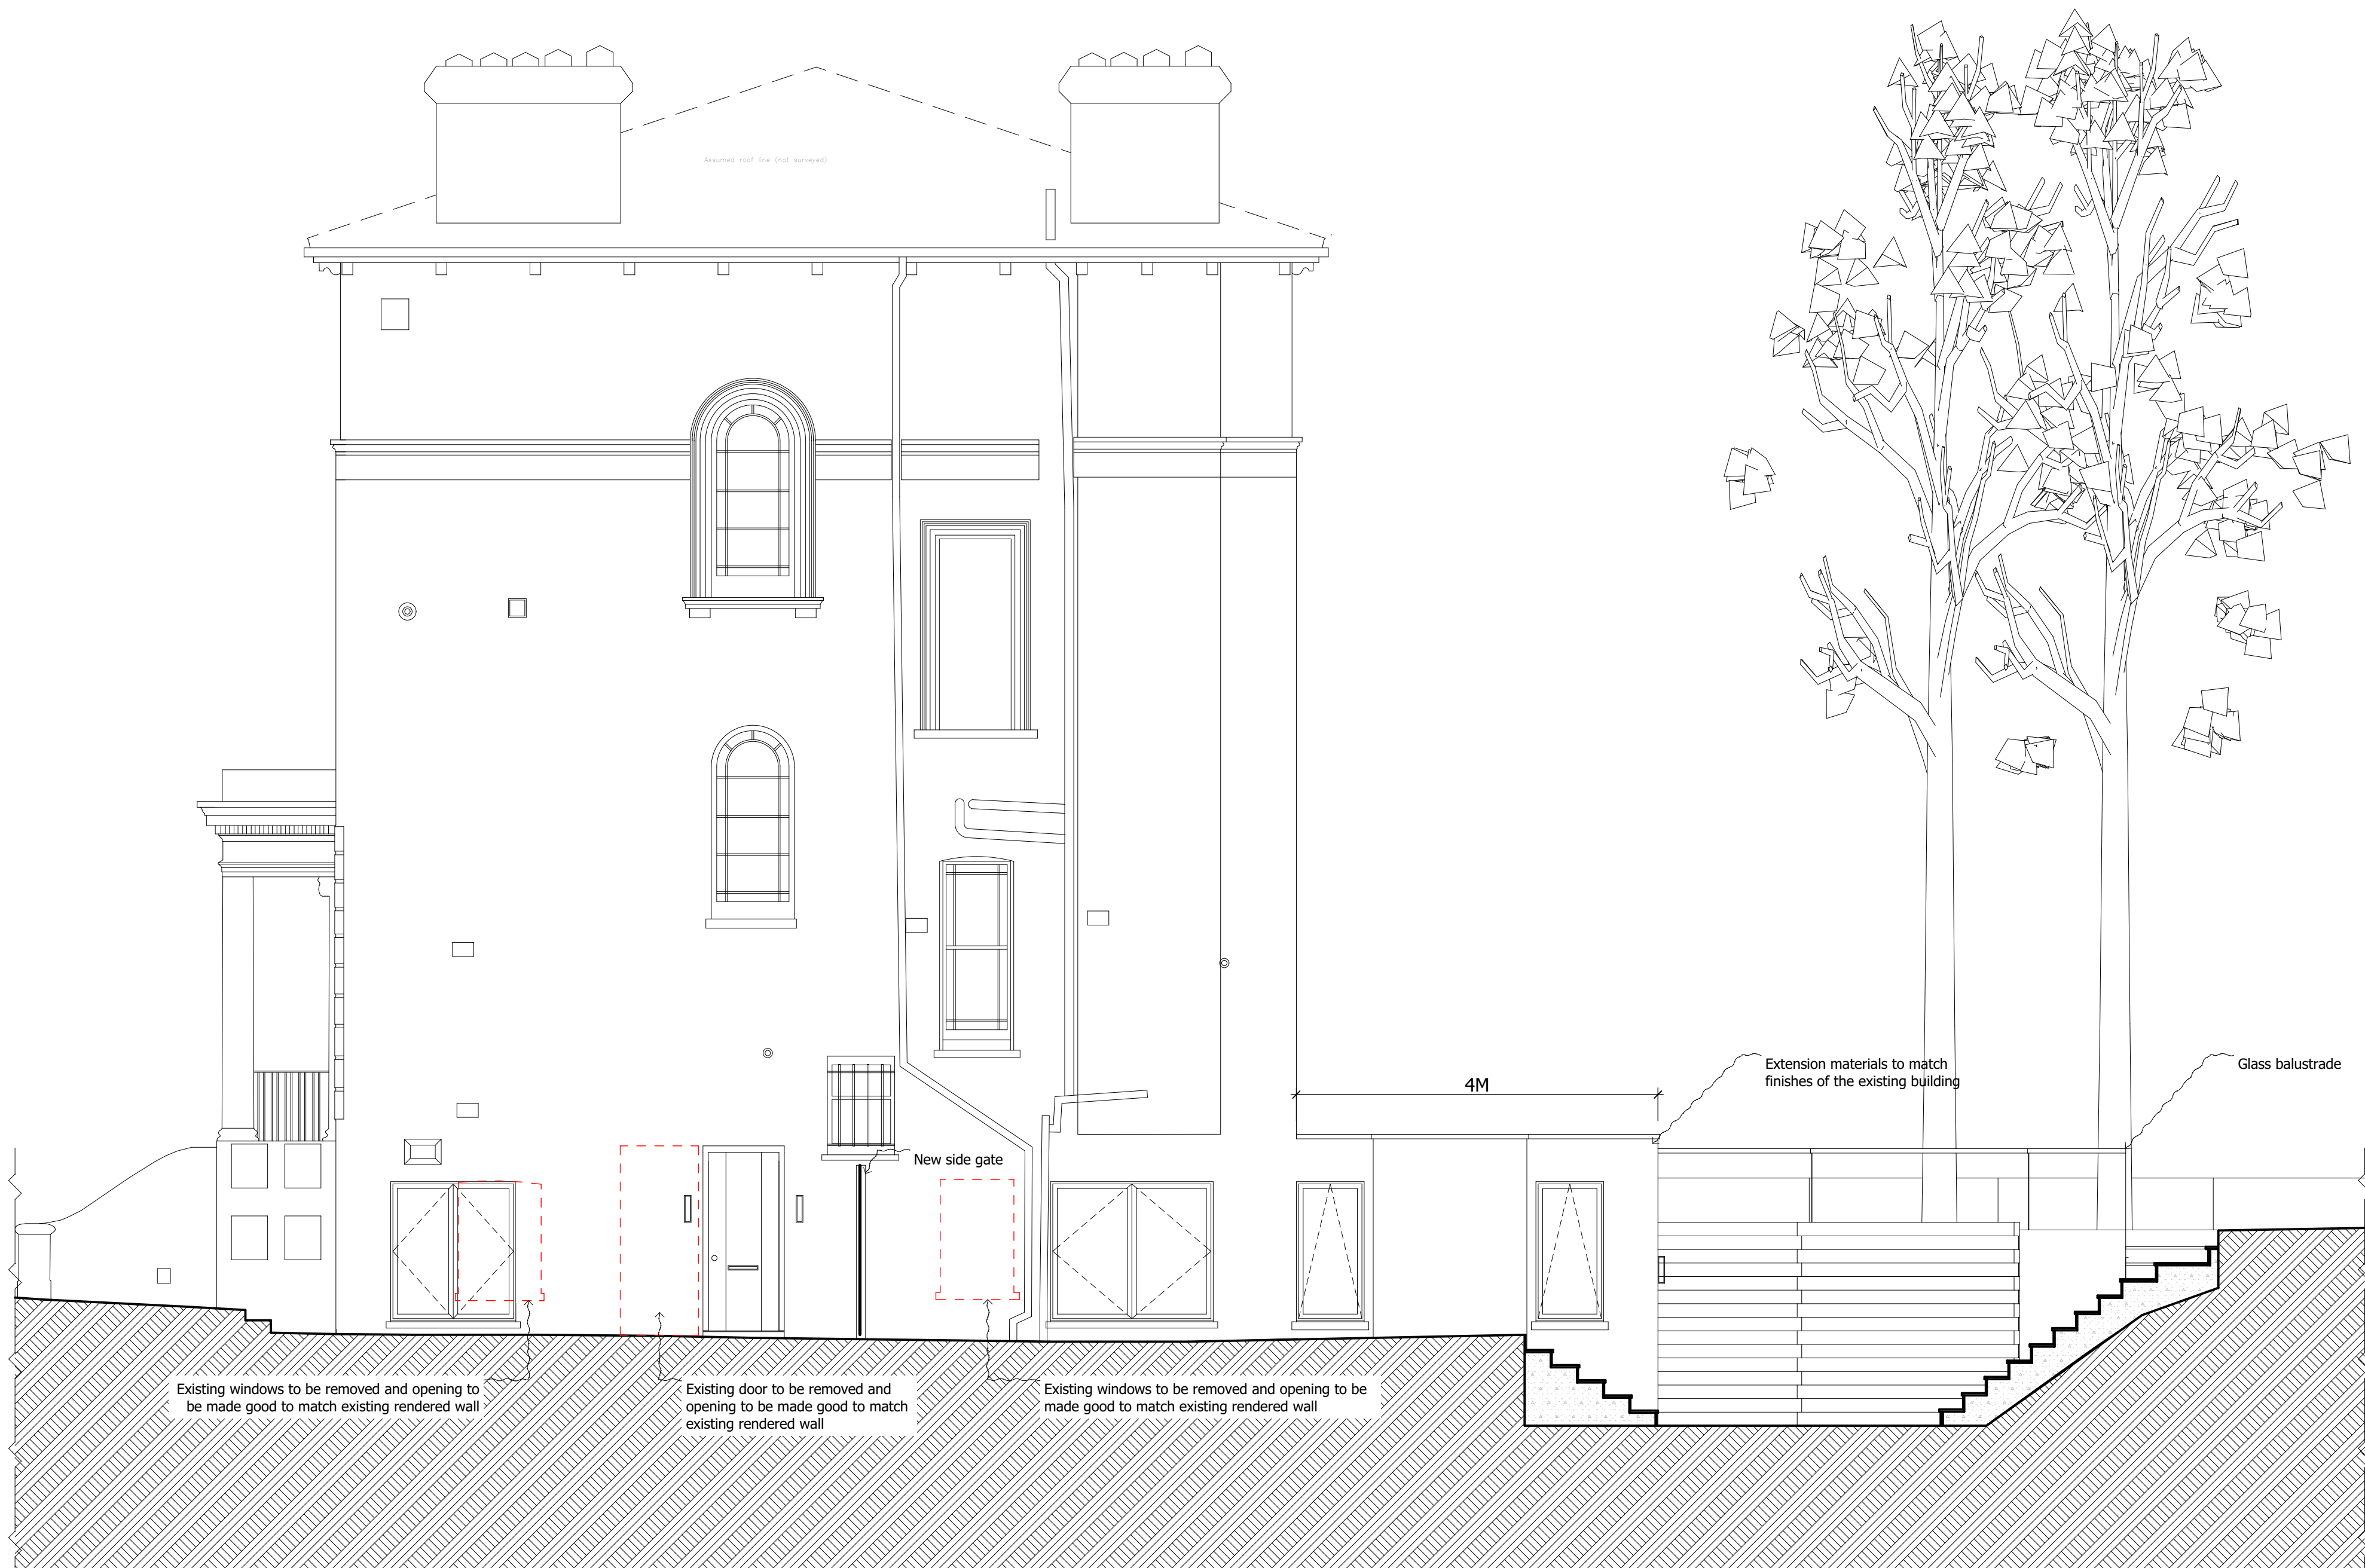 Assumed roof line (not surveyed)
4M
Extension materials to match
finishes of the existing building
Glass balustrade
New side gate
Existing windows to be removed and opening to
be made good to match existing rendered wall
Existing door to be removed and
opening to be made good to match
existing rendered wall
Existing windows to be removed and opening to be
made good to match existing rendered wall